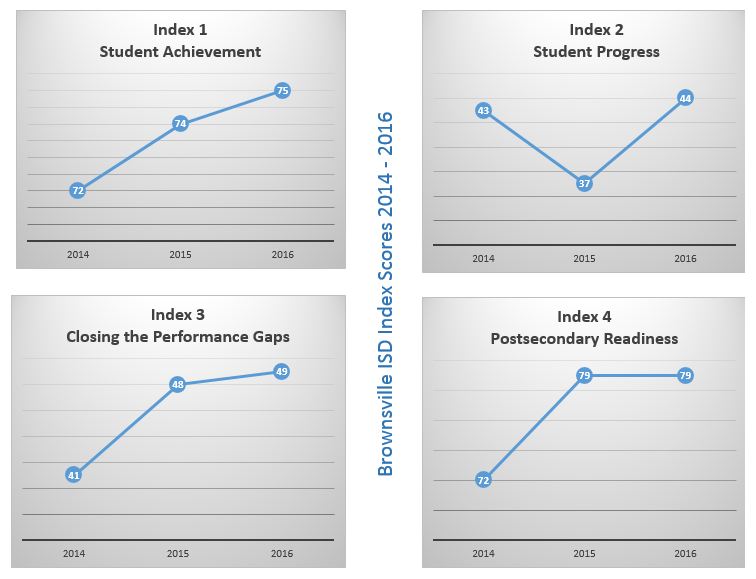 Index 1
Student Achievement
72
74
75
2014 2015 2016
Index 2
Student Progress
43
37
44
2014 2015 2016
Brownsville ISD Index Scores 2014 - 2016
Index 3
Closing the Performance Gaps
41
48
49
2014 2015 2016
Index 4
Postsecondary Readiness
72
79
79
2014 2015 2016